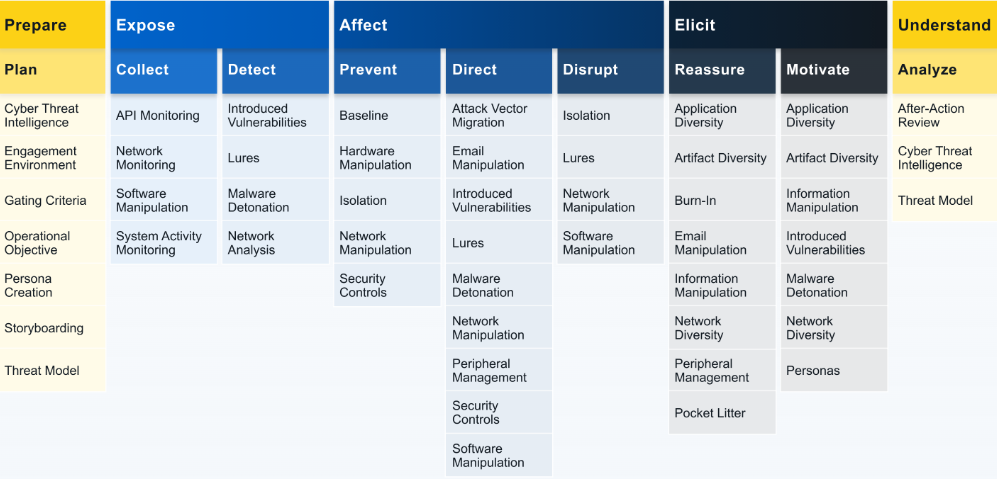 Prepare
Expose
Affect
Elicit
Understand
Plan
Collect
Detect
Prevent
Direct
Disrupt
Reassure
Motivate
Analyze
Cyber Threat
Intelligence
Engagement
Environment
Gating Criteria
Operational
Objective
Persona
Creation
Storyboarding
Threat Model
API Monitoring
Network
Monitoring
Software
Manipulation
System Activity
Monitoring
Introduced
Vulnerabilities
Lures
Malware
Detonation
Network
Analysis
Baseline
Hardware
Manipulation
Isolation
Network
Manipulation
Security
Controls
Attack Vector
Migration
Email
Manipulation
Introduced
Vulnerabilities
Lures
Malware
Detonation
Network
Manipulation
Peripheral
Management
Security
Controls
Software
Manipulation
Isolation
Lures
Network
Manipulation
Software
Manipulation
Application
Diversity
Artifact Diversity
Burn-In
Email
Manipulation
Information
Manipulation
Network
Diversity
Peripheral
Management
Pocket Litter
Application
Diversity
Artifact Diversity
Information
Manipulation
Introduced
Vulnerabilities
Malware
Detonation
Network
Diversity
Personas
After-Action
Review
Cyber Threat
Intelligence
Threat Model